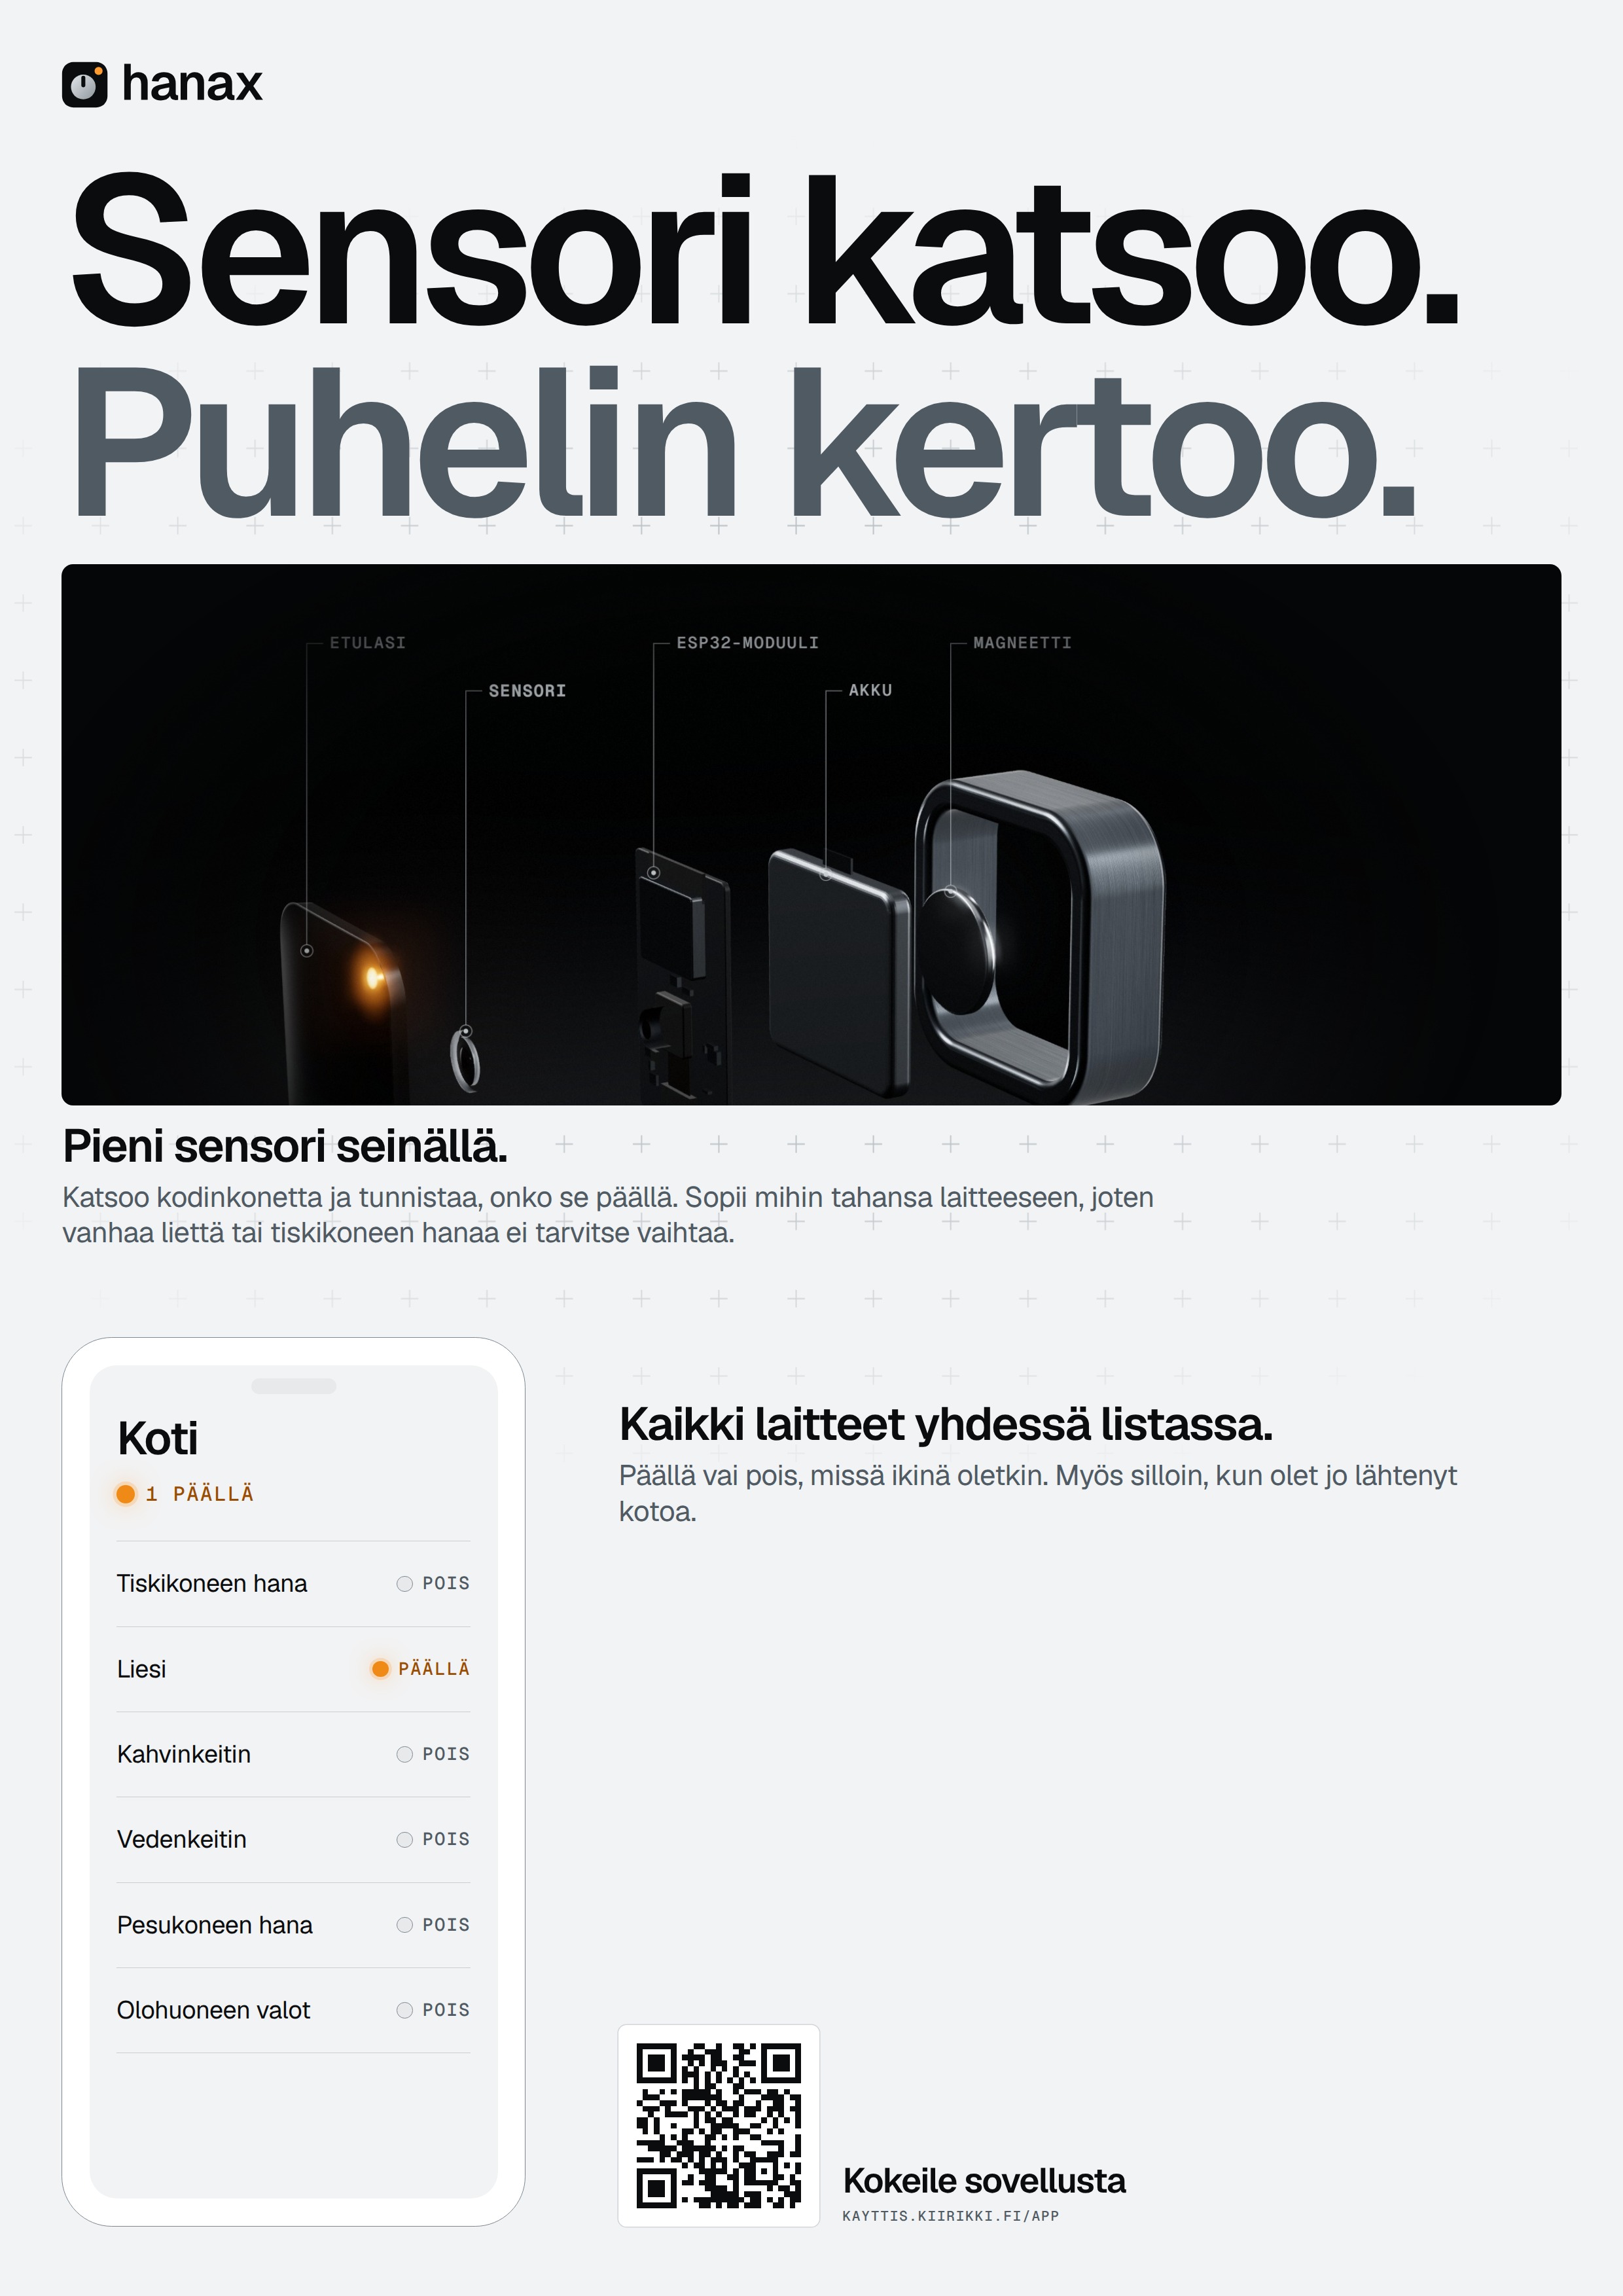 hanax
Sensori katsoo.
Puhelin kertoo.
ETULASI
ESP32-MODUULI
MAGNEETTI
SENSORI
AKKU
Pieni sensori seinällä.
Katsoo kodinkonetta ja tunnistaa, onko se päällä. Sopii mihin tahansa laitteeseen, joten
vanhaa liettä tai tiskikoneen hanaa ei tarvitse vaihtaa.
Koti
1 PÄÄLLÄ
Tiskikoneen hana POIS
Liesi PÄÄLLÄ
Kahvinkeitin POIS
Vedenkeitin POIS
Pesukoneen hana POIS
Olohuoneen valot POIS
Kaikki laitteet yhdessä listassa.
Päällä vai pois, missä ikinä oletkin. Myös silloin, kun olet jo lähtenyt
kotoa.
Kokeile sovellusta
KAYTTIS.KIIRIKKI.FI/APP